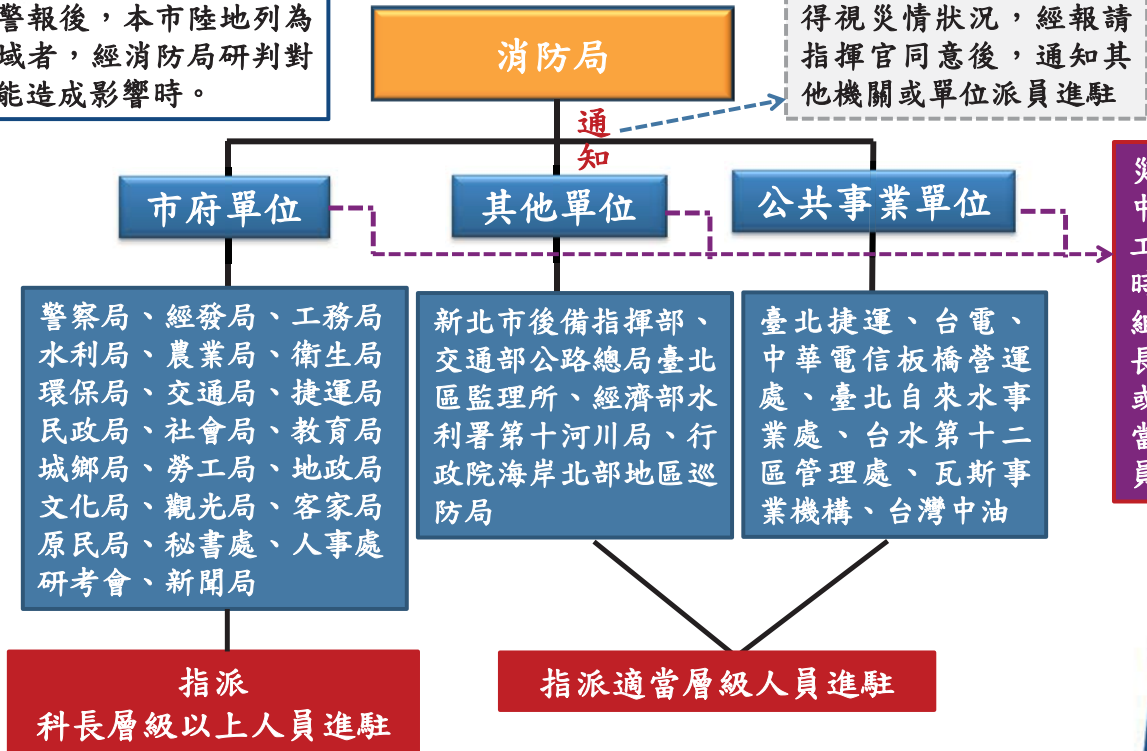 警報後，本市陸地列為
域者，經消防局研判對
能造成影響時。
消防局
得視災情狀況，經報請
指揮官同意後，通知其
他機關或單位派員進駐
通
知
市府單位
其他單位
公共事業單位
警察局、經發局、工務局
水利局、農業局、衛生局
環保局、交通局、捷運局
民政局、社會局、教育局
城鄉局、勞工局、地政局
文化局、觀光局、客家局
原民局、秘書處、人事處
研考會、新聞局
新北市後備指揮部、
交通部公路總局臺北
區監理所、經濟部水
利署第十河川局、行
政院海岸北部地區巡
防局
臺北捷運、台電、
中華電信板橋營運
處、臺北自來水事
業處、台水第十二
區管理處、瓦斯事
業機構、台灣中油
中
工
時
組
長
或
當
員
指派
科長層級以上人員進駐
指派適當層級人員進駐